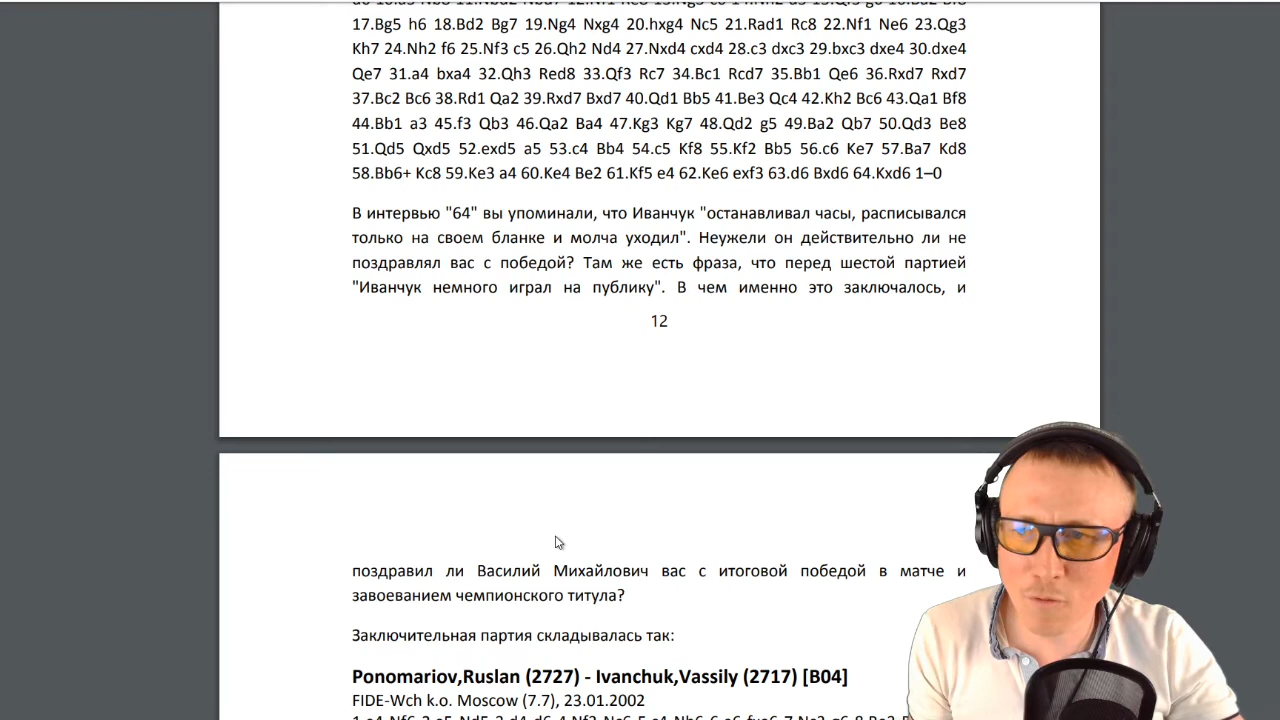 17.Bg5 h6 18.Bd2 Bg7 19.Ng4 Nxg4 20.hxg4 Nc5 21.Rad1 Rc8 22.Nf1 Ne6 23.Qg3
Kh7 24.Nh2 f6 25.Nf3 c5 26.Qh2 Nd4 27.Nxd4 cxd4 28.c3 dxc3 29.bxc3 dxe4 30.dxe4
Qe7 31.a4 bxa4 32.Qh3 Red8 33.Qf3 Rc7 34.Bc1 Rcd7 35.Bb1 Qe6 36.Rxd7 Rxd7
37.Bc2 Bc6 38.Rd1 Qa2 39.Rxd7 Bxd7 40.Qd1 Bb5 41.Be3 Qc4 42.Kh2 Bc6 43.Qa1 Bf8
44.Bb1 a3 45.f3 Qb3 46.Qa2 Ba4 47.Kg3 Kg7 48.Qd2 g5 49.Ba2 Qb7 50.Qd3 Be8
51.Qd5 Qxd5 52.exd5 a5 53.c4 Bb4 54.c5 Kf8 55.Kf2 Bb5 56.c6 Ke7 57.Ba7 Kd8
58.Bb6+ Kc8 59.Ke3 a4 60.Ke4 Be2 61.Kf5 e4 62.Ke6 exf3 63.d6 Bxd6 64.Kxd6 1–0
В интервью "64" вы упоминали, что Иванчук "останавливал часы, расписывался
только на своем бланке и молча уходил". Неужели он действительно ли не
поздравлял вас с победой? Там же есть фраза, что перед шестой партией
"Иванчук немного играл на публику". В чем именно это заключалось, и
12
поздравил ли Василий Михайлович вас с итоговой победой в матче и
завоеванием чемпионского титула?
Заключительная партия складывалась так:
Ponomariov,Ruslan (2727) - Ivanchuk,Vassily (2717) [B04]
FIDE-Wch k.o. Moscow (7.7), 23.01.2002